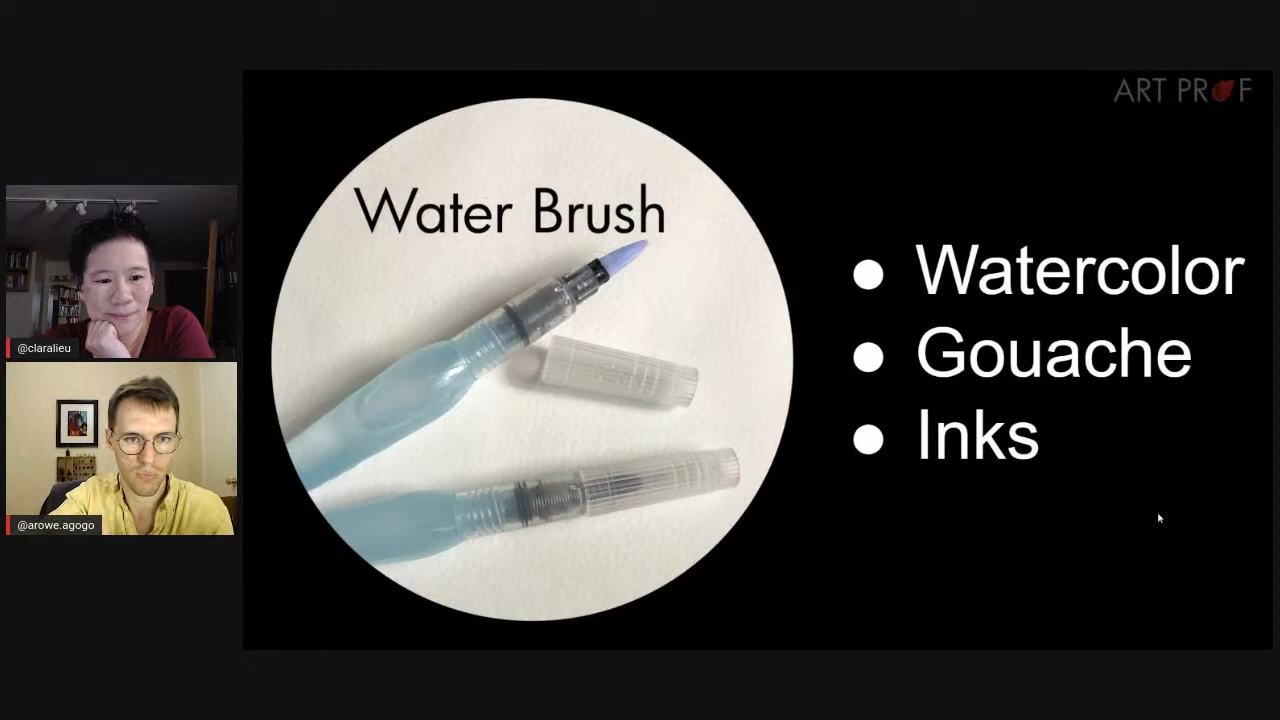 ART PROF
Water Brush
● Watercolor
● Gouache
● Inks
@claralieu
@arowe.agogo